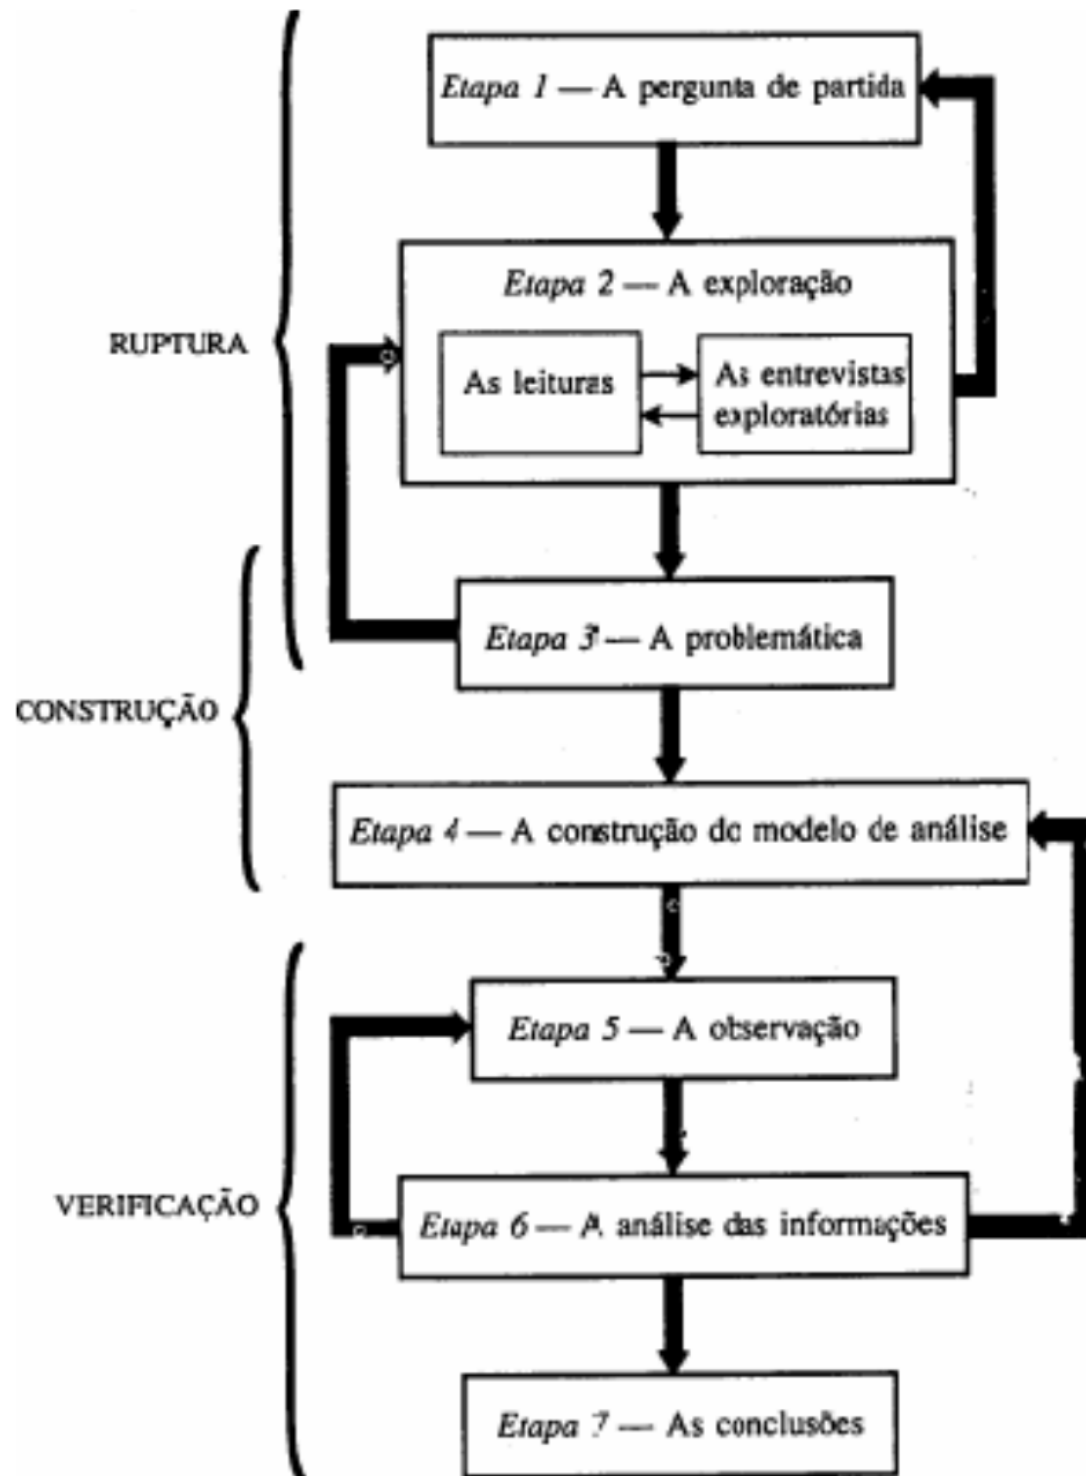 Etapa 1 — A pergunta de partida
Etapa 2 — A exploração
RUPTURA
As leituras
As entrevistas
exploratórias
Etapa 3 — A problemática
CONSTRUÇÃO
Etapa 4 — A construção do modelo de análise
Etapa 5 — A observação
VERIFICAÇÃO
Etapa 6 — A análise das informações
Etapa 7 — As conclusões